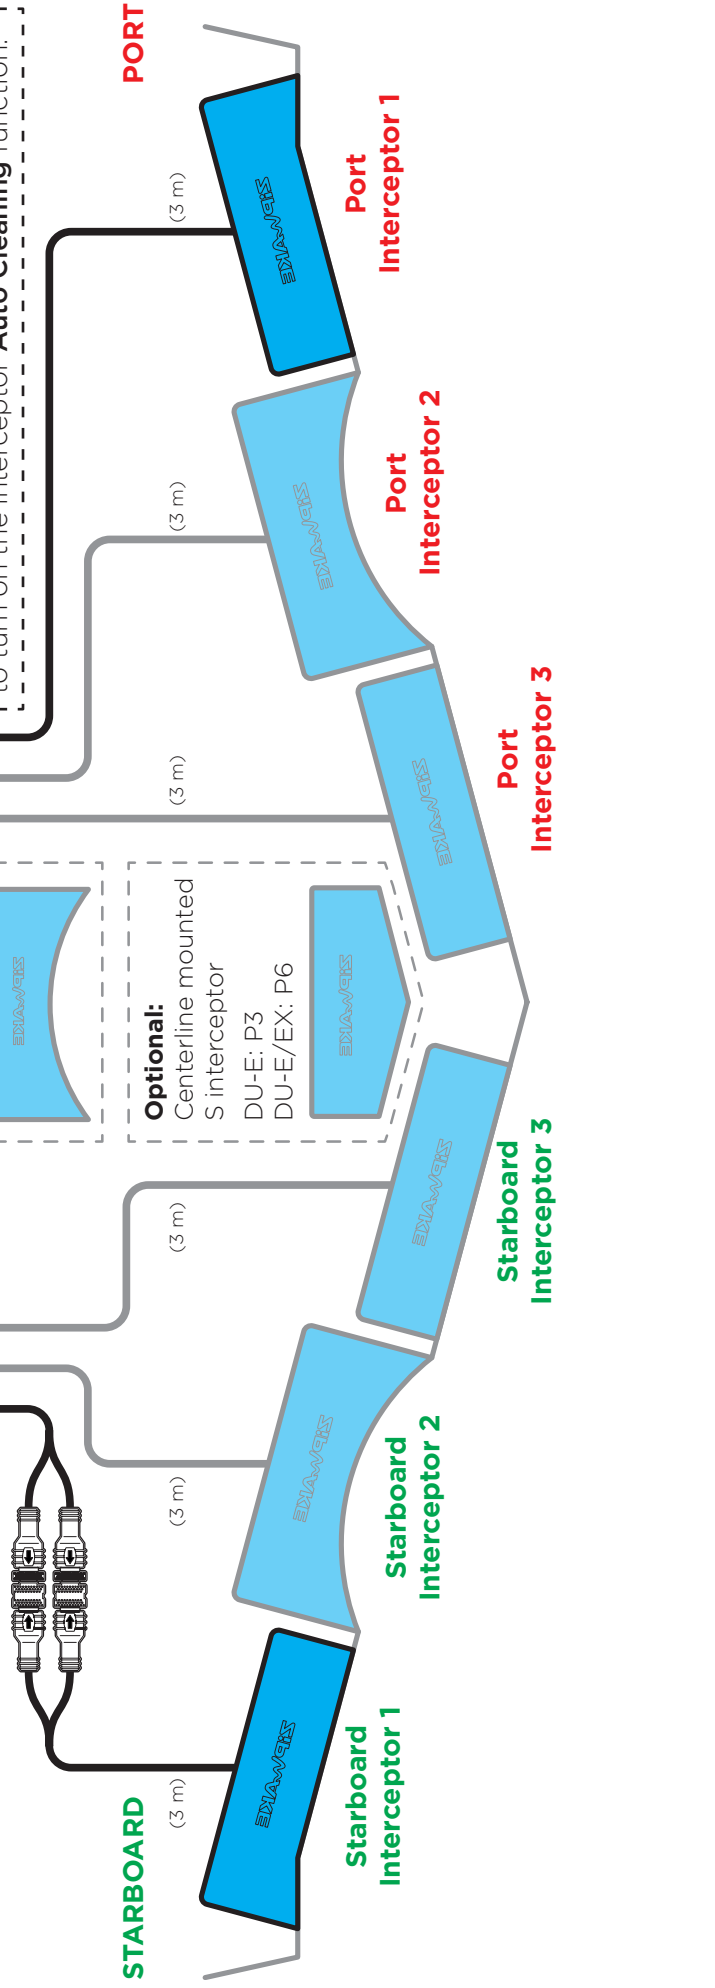 to turn on the interceptor Auto Cleaning function.
ZIPWAKE
STARBOARD
PORT
Optional:
Centerline mounted
S interceptor
DU-E: P3
DU-E/EX: P6
(3 m)
(3 m)
(3 m)
(3 m)
(3 m)
(3 m)
ZIPWAKE
ZIPWAKE
ZIPWAKE
ZIPWAKE
ZIPWAKE
ZIPWAKE
ZIPWAKE
Starboard
Interceptor 1
Starboard
Interceptor 2
Starboard
Interceptor 3
Port
Interceptor 3
Port
Interceptor 2
Port
Interceptor 1